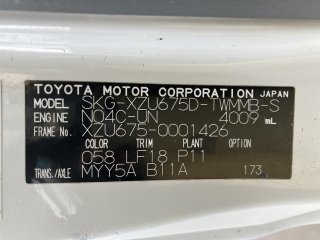 TOYOTA MOTOR CORPORATION JAPAN
MODEL SKG-XZU675D-TWMMB-S
ENGINE N04C-UN 4009 mL
FRAME No. XZU675-0001426
COLOR TRIM PLANT OPTION
058 LF18 P11
TRANS./AXLE MYY5A B11A 173